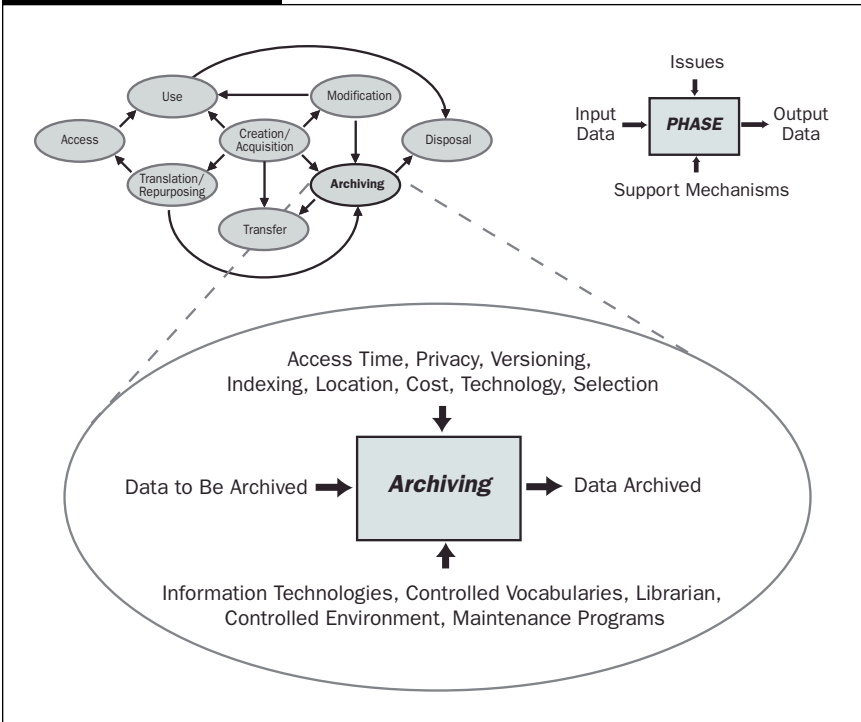 Use
Modification
Access
Creation/
Acquisition
Disposal
Translation/
Repurposing
Archiving
Transfer
Issues
Input
Data
PHASE
Output
Data
Support Mechanisms
Access Time, Privacy, Versioning,
Indexing, Location, Cost, Technology, Selection
Data to Be Archived
Archiving
Data Archived
Information Technologies, Controlled Vocabularies, Librarian,
Controlled Environment, Maintenance Programs